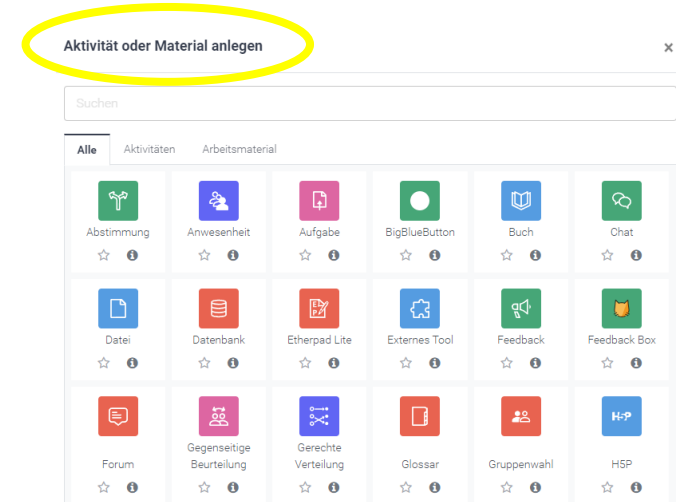 Aktivität oder Material anlegen
Suchen
Alle Aktivitäten Arbeitsmaterial
Abstimmung Anwesenheit Aufgabe BigBlueButton Buch Chat
Datei Datenbank Etherpad Lite Externes Tool Feedback Feedback Box
Forum Gegenseitige Beurteilung Gerechte Verteilung Glossar Gruppenwahl H5P